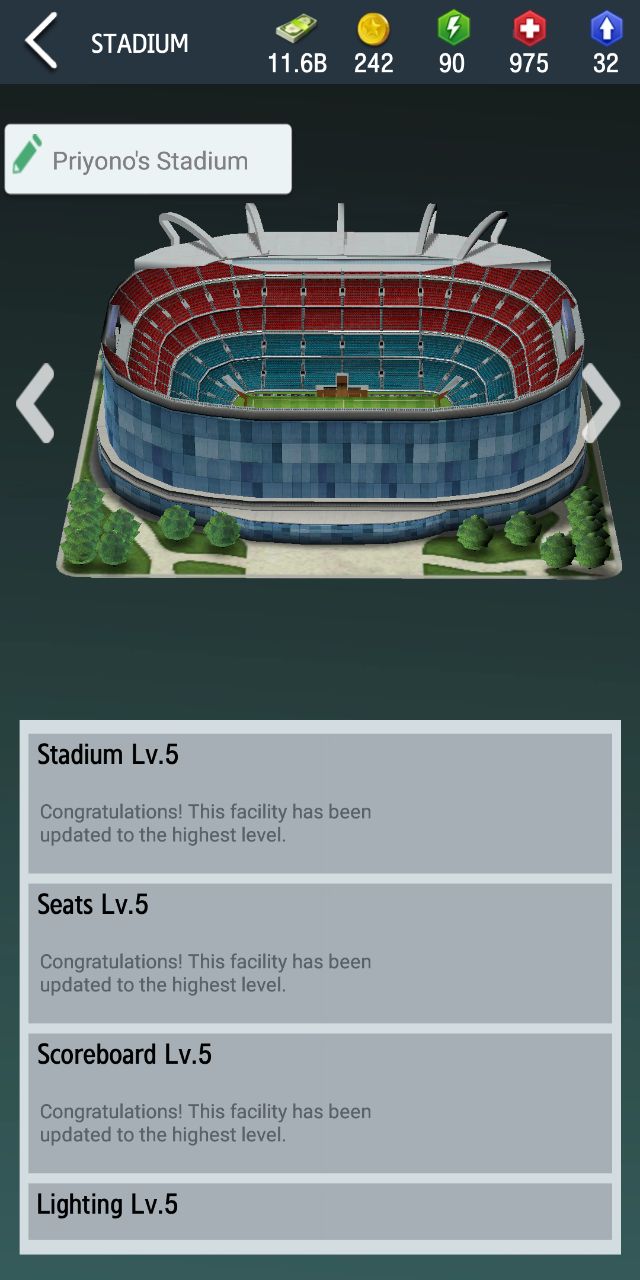 STADIUM
11.6B 242 90 975 32
Priyono's Stadium
Stadium Lv.5
Congratulations! This facility has been
updated to the highest level.
Seats Lv.5
Congratulations! This facility has been
updated to the highest level.
Scoreboard Lv.5
Congratulations! This facility has been
updated to the highest level.
Lighting Lv.5